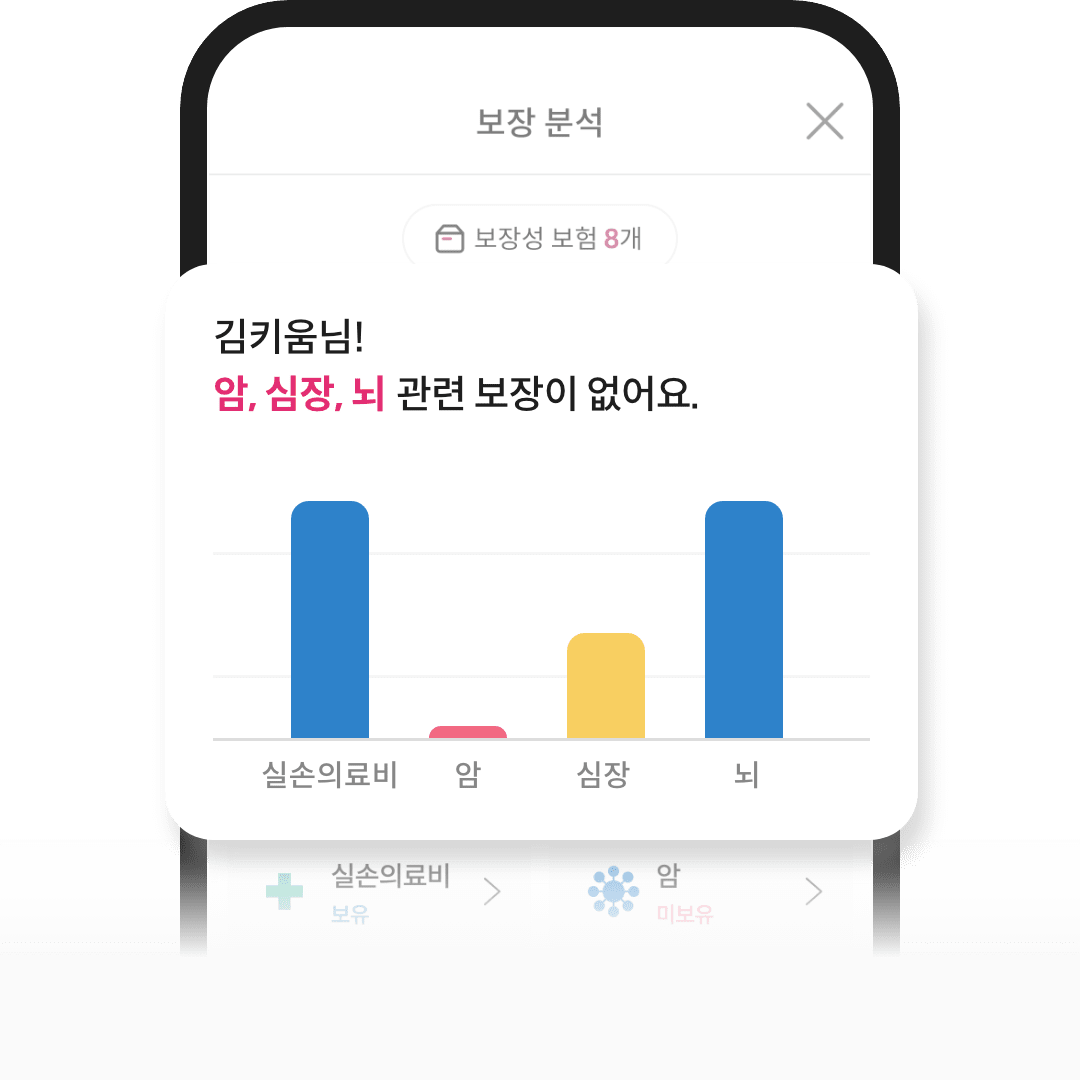 보장 분석
보장성 보험 8개
김키움님!
암, 심장, 뇌 관련 보장이 없어요.
실손의료비 암 심장 뇌
실손의료비 암
보유 미보유